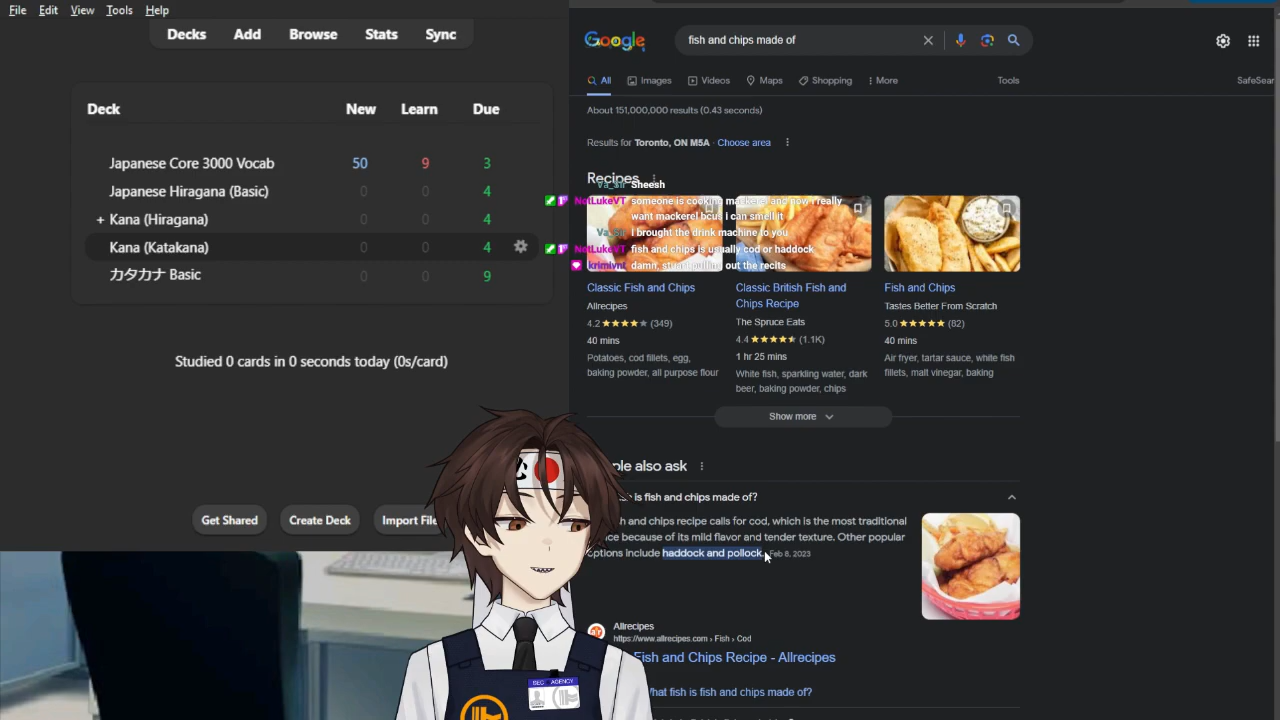 File Edit View Tools Help
Decks Add Browse Stats Sync
Deck New Learn Due
Japanese Core 3000 Vocab 50 9 3
Japanese Hiragana (Basic) 0 0 4
+ Kana (Hiragana) 0 0 4
Kana (Katakana) 0 0 4
カタカナ Basic 0 0 9
Studied 0 cards in 0 seconds today (0s/card)
Get Shared Create Deck Import File
Google
fish and chips made of
All Images Videos Maps Shopping More Tools SafeSear
About 151,000,000 results (0.43 seconds)
Results for Toronto, ON M5A Choose area
Recipes
Sheesh
NotLukeVT someone is cooking mackerel and now i really
want mackerel bcus i can smell it
I brought the drink machine to you
NotLukeVT fish and chips is usually cod or haddock
krimivnt damn, stuart pulling out the recits
Classic Fish and Chips
Allrecipes
4.2 ★★★★☆ (349)
40 mins
Potatoes, cod fillets, egg,
baking powder, all purpose flour
Classic British Fish and
Chips Recipe
The Spruce Eats
4.4 ★★★★★ (1.1K)
1 hr 25 mins
White fish, sparkling water, dark
beer, baking powder, chips
Fish and Chips
Tastes Better From Scratch
5.0 ★★★★★ (82)
40 mins
Air fryer, tartar sauce, white fish
fillets, malt vinegar, baking
Show more
ple also ask
is fish and chips made of?
h and chips recipe calls for cod, which is the most traditional
ce because of its mild flavor and tender texture. Other popular
options include haddock and pollock. Feb 8, 2023
Allrecipes
https://www.allrecipes.com › Fish › Cod
Fish and Chips Recipe - Allrecipes
hat fish is fish and chips made of?
AGENCY